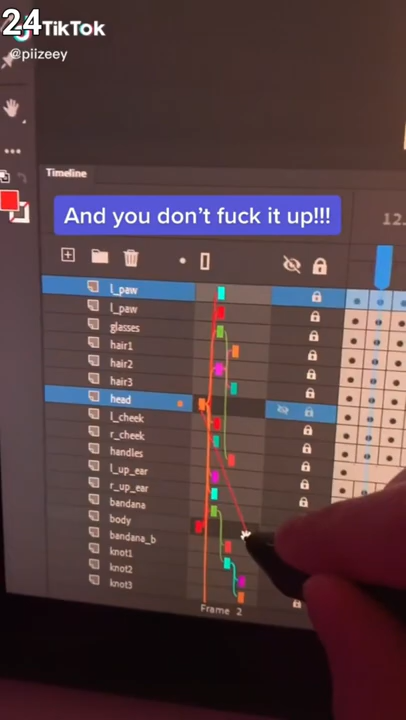 24
TikTok
@piizeey
Timeline
And you don't fuck it up!!!
12.
l_paw
l_paw
glasses
hair1
hair2
hair3
head
l_cheek
r_cheek
handles
l_up_ear
r_up_ear
bandana
body
bandana_b
knot1
knot2
knot3
Frame 2